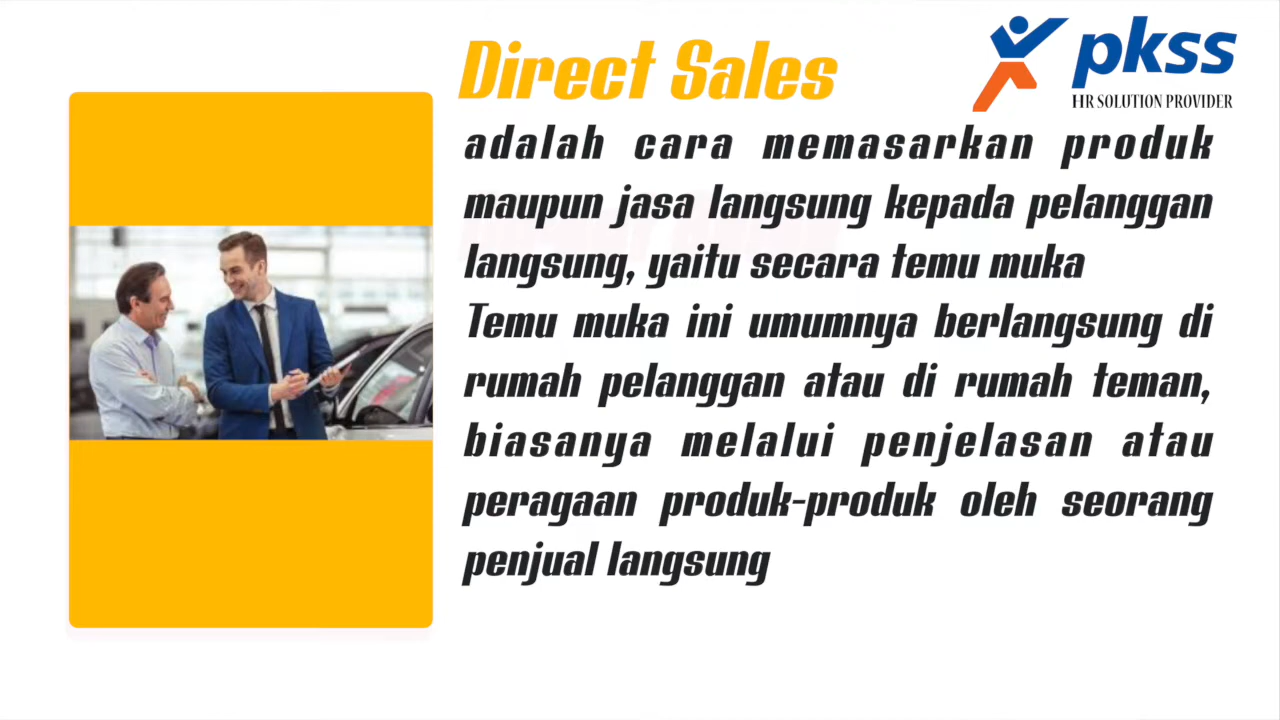 Direct Sales
pkss
HR SOLUTION PROVIDER
adalah cara memasarkan produk
maupun jasa langsung kepada pelanggan
langsung, yaitu secara temu muka
Temu muka ini umumnya berlangsung di
rumah pelanggan atau di rumah teman,
biasanya melalui penjelasan atau
peragaan produk-produk oleh seorang
penjual langsung